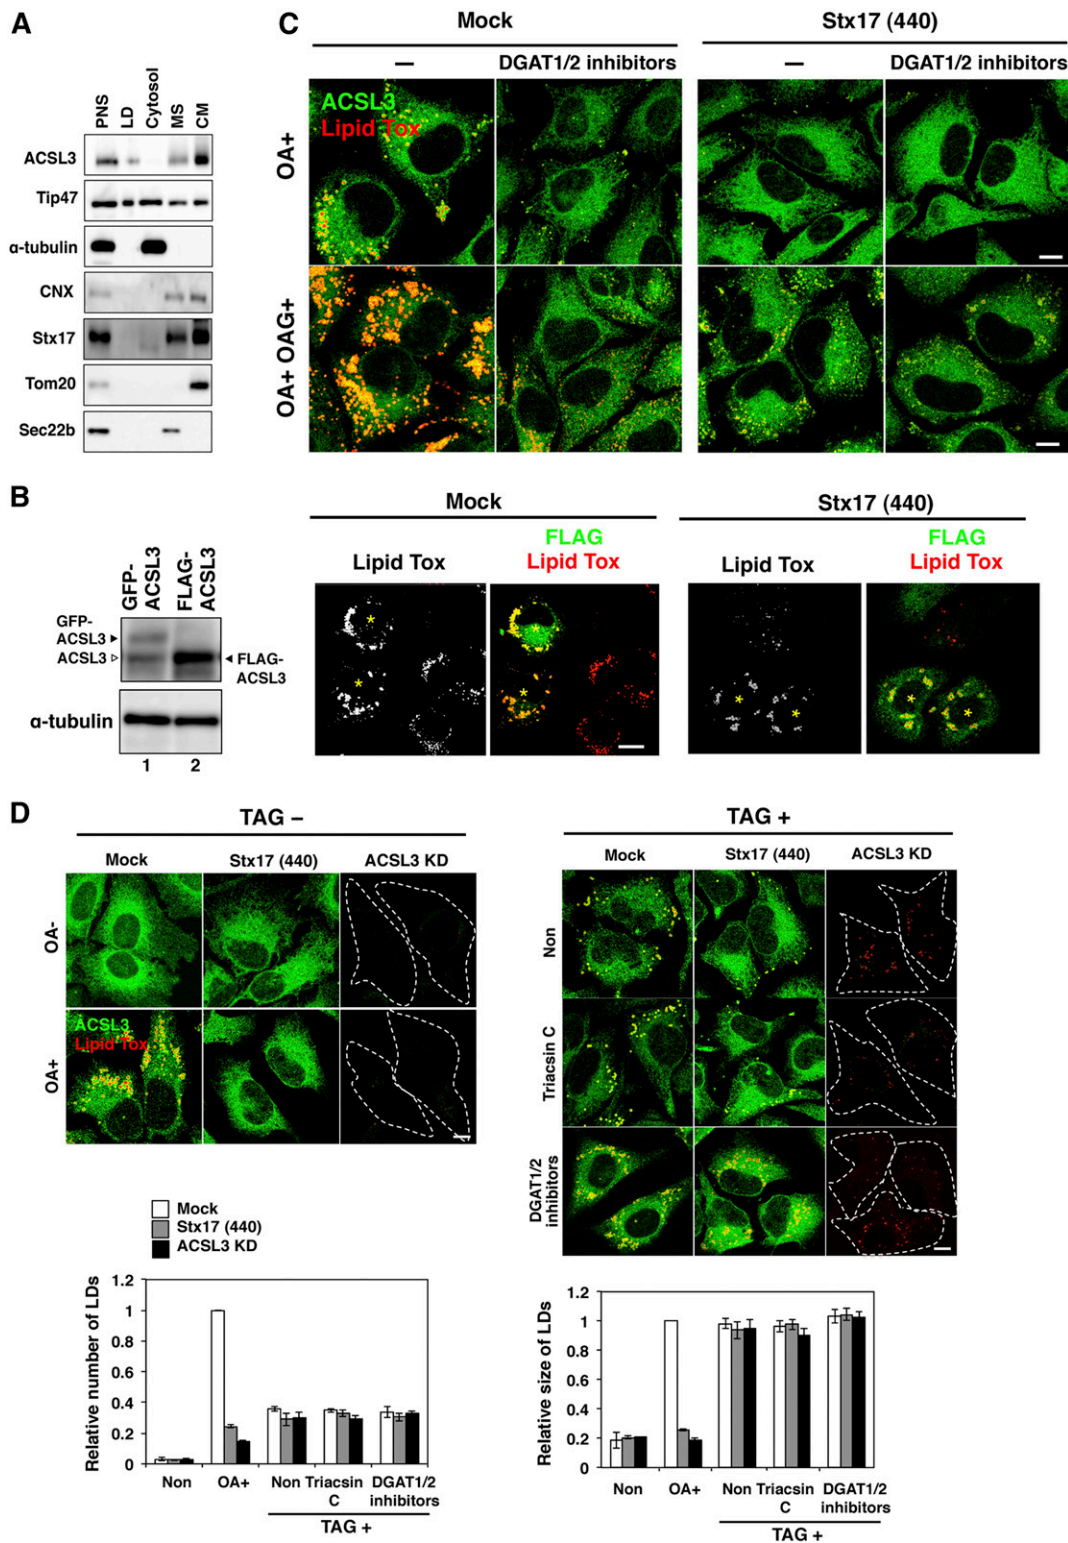 A
PNS
LD
Cytosol
MS
CM
ACSL3
Tip47
α-tubulin
CNX
Stx17
Tom20
Sec22b
C
Mock
Stx17 (440)
–
DGAT1/2 inhibitors
–
DGAT1/2 inhibitors
ACSL3
Lipid Tox
OA+
OA+ OAG+
B
GFP-
ACSL3
FLAG-
ACSL3
GFP-
ACSL3
ACSL3
FLAG-
ACSL3
α-tubulin
1 2
Mock
Stx17 (440)
Lipid Tox
FLAG
Lipid Tox
Lipid Tox
FLAG
Lipid Tox
* * * *
* *
* *
D
TAG –
Mock
Stx17 (440)
ACSL3 KD
OA-
OA+
ACSL3
Lipid Tox
TAG +
Mock
Stx17 (440)
ACSL3 KD
Non
Triacsin C
DGAT1/2
inhibitors
Mock
Stx17 (440)
ACSL3 KD
Relative number of LDs
1.2
1
0.8
0.6
0.4
0.2
0
Non
OA+
Non
Triacsin
C
DGAT1/2
inhibitors
TAG +
Relative size of LDs
1.2
1
0.8
0.6
0.4
0.2
0
Non
OA+
Non
Triacsin
C
DGAT1/2
inhibitors
TAG +